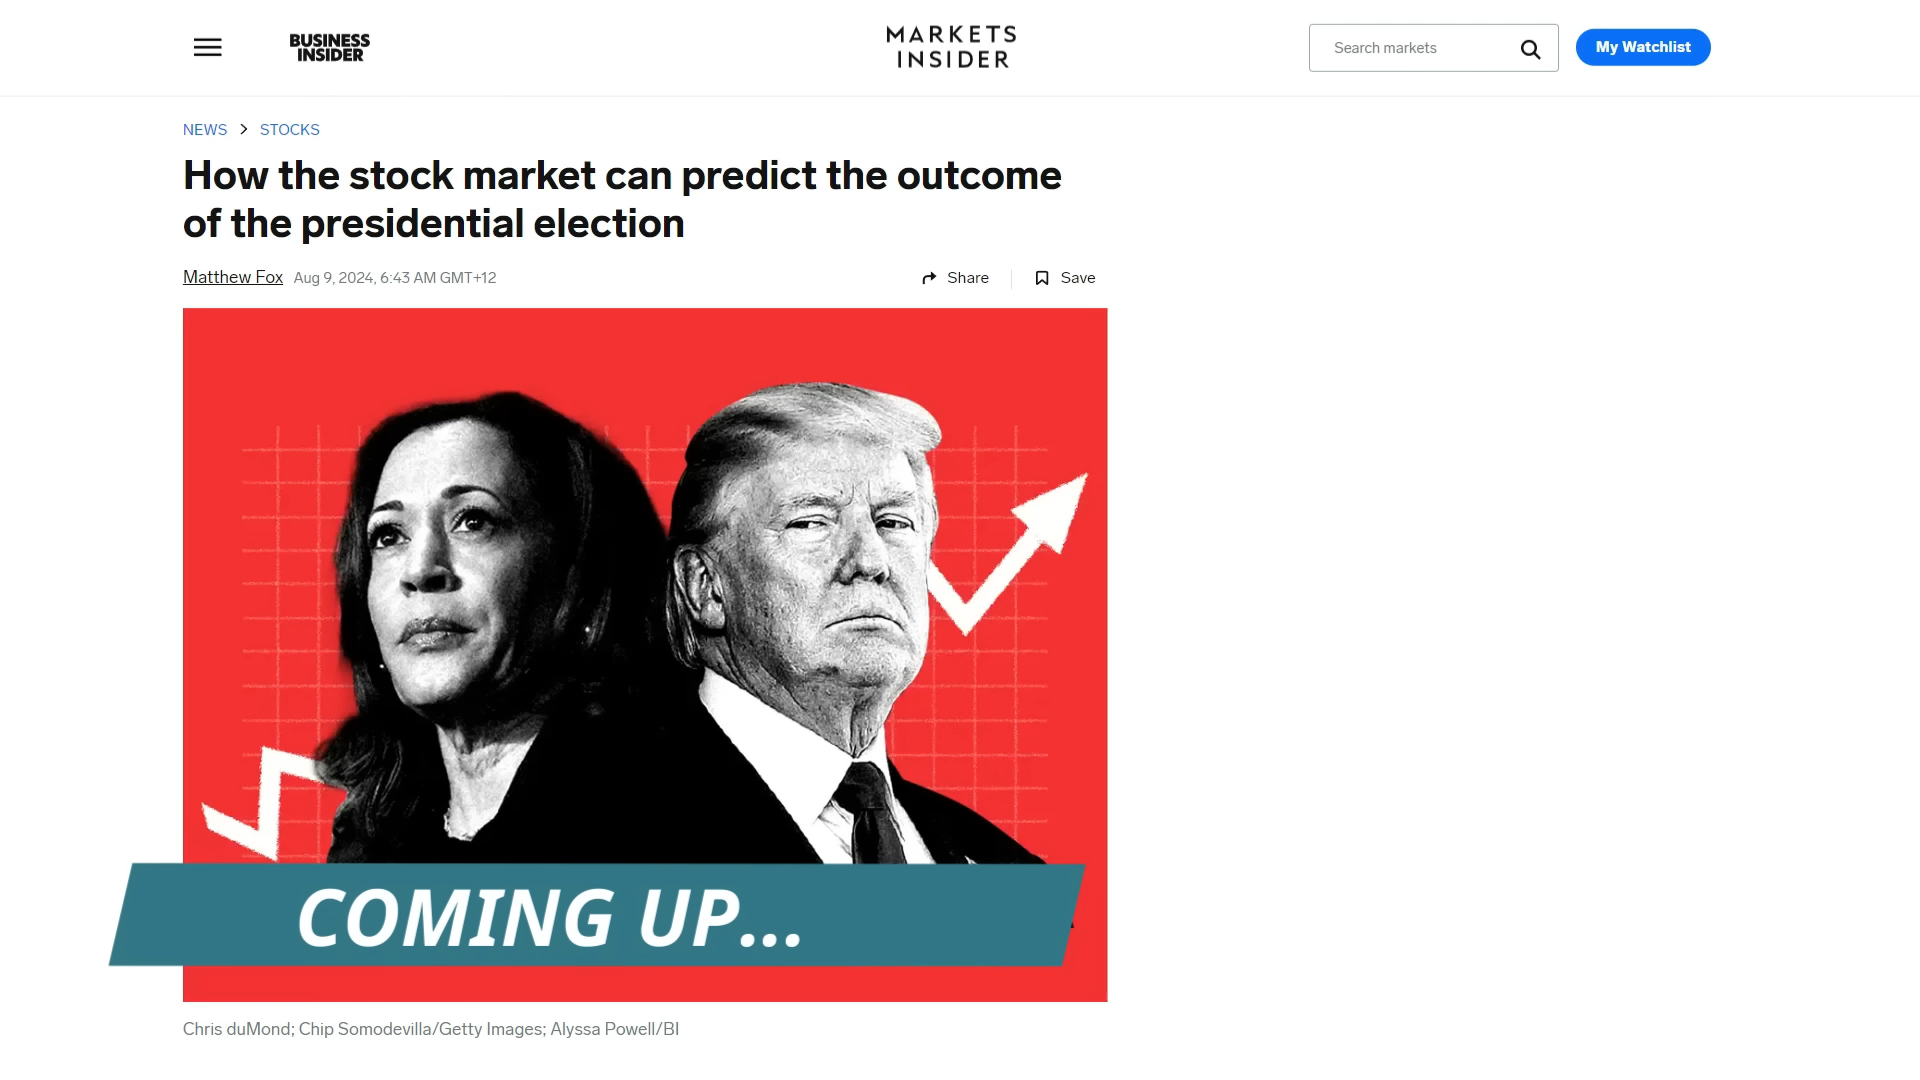 BUSINESS
INSIDER
MARKETS
INSIDER
Search markets
My Watchlist
NEWS > STOCKS
How the stock market can predict the outcome
of the presidential election
Matthew Fox Aug 9, 2024, 6:43 AM GMT+12
Share
Save
COMING UP...
Chris duMond; Chip Somodevilla/Getty Images; Alyssa Powell/BI